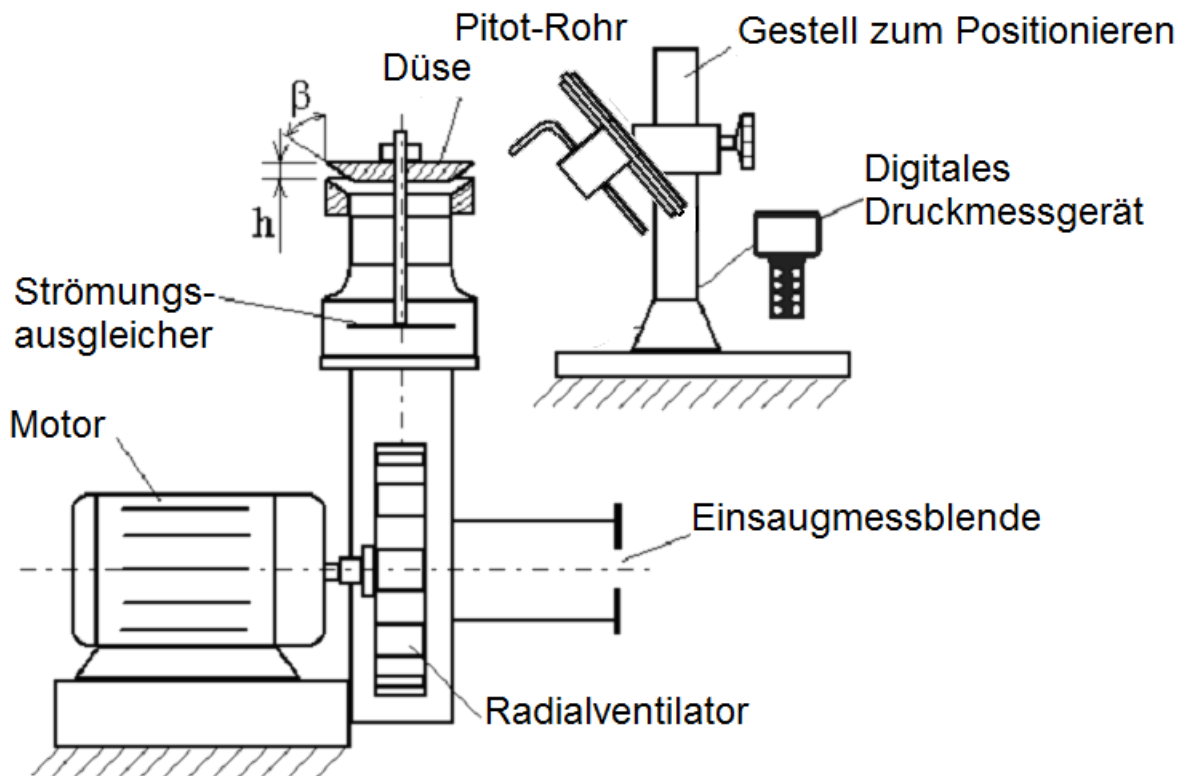 Pitot-Rohr
Gestell zum Positionieren
Düse
β
h
Digitales
Druckmessgerät
Strömungs-
ausgleicher
Motor
Einsaugmessblende
Radialventilator